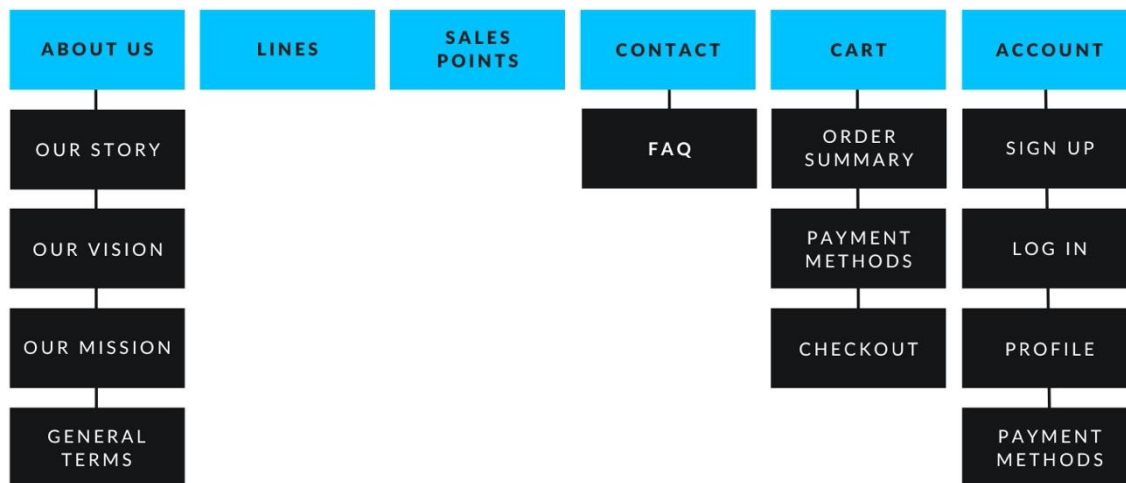 ABOUT US
LINES
SALES
POINTS
CONTACT
CART
ACCOUNT
OUR STORY
FAQ
ORDER
SUMMARY
SIGN UP
OUR VISION
PAYMENT
METHODS
LOG IN
OUR MISSION
CHECKOUT
PROFILE
GENERAL
TERMS
PAYMENT
METHODS